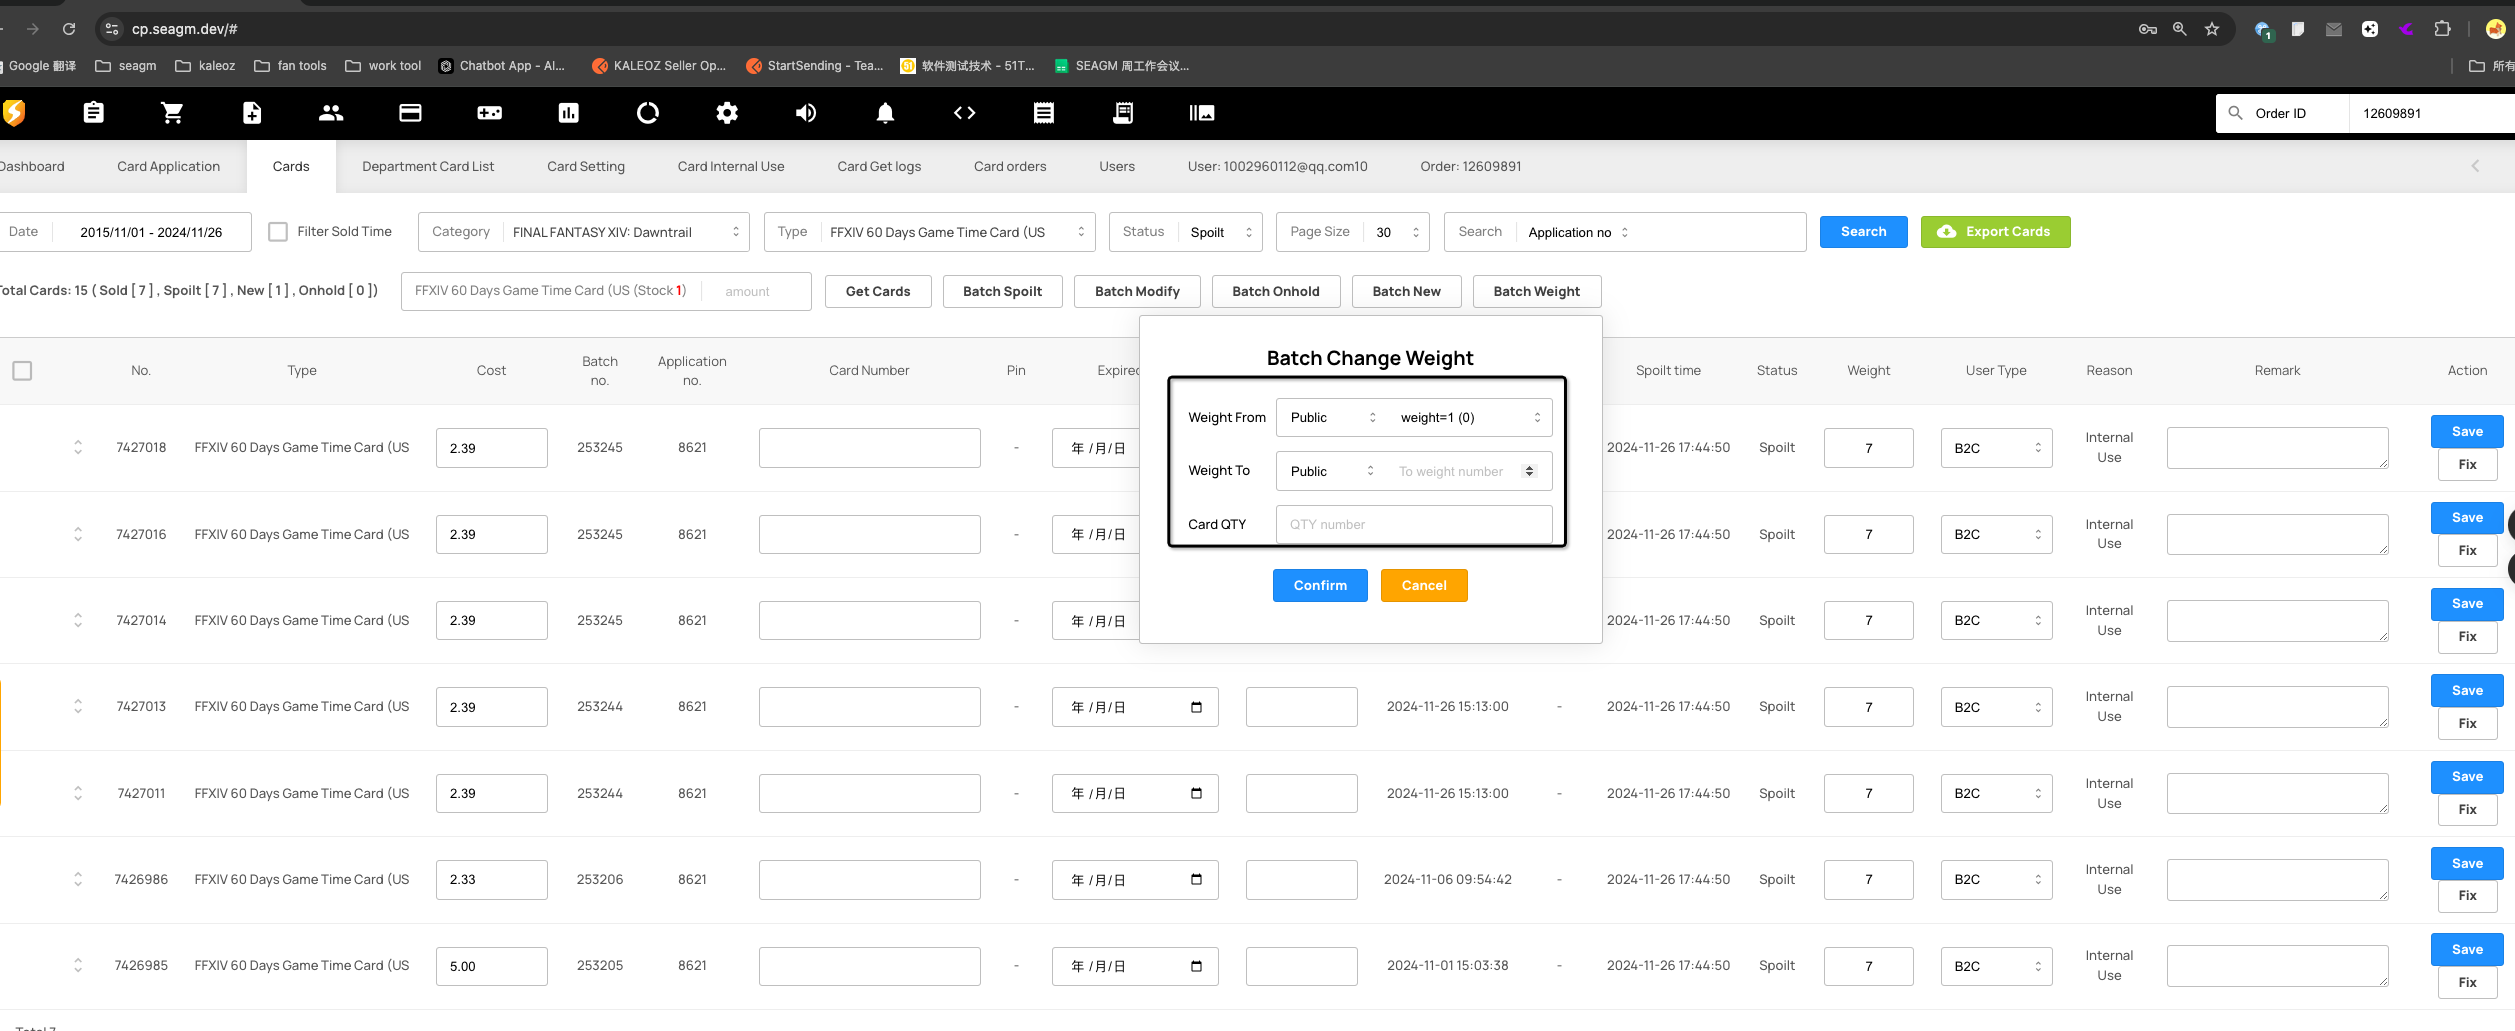 cp.seagm.dev/#
Google 翻译 seagm kaleoz fan tools work tool Chatbot App - AI... KALEOZ Seller Op... StartSending - Tea... 51 软件测试技术 - 51T... SEAGM 周工作会议... 所有
1
Order ID 12609891
Dashboard Card Application Cards Department Card List Card Setting Card Internal Use Card Get logs Card orders Users User: 1002960112@qq.com10 Order: 12609891
Date 2015/11/01 - 2024/11/26 Filter Sold Time Category FINAL FANTASY XIV: Dawntrail Type FFXIV 60 Days Game Time Card (US Status Spoilt Page Size 30 Search Application no Search Export Cards
Total Cards: 15 ( Sold [ 7 ] , Spoilt [ 7 ] , New [ 1 ] , Onhold [ 0 ] ) FFXIV 60 Days Game Time Card (US (Stock 1) amount Get Cards Batch Spoilt Batch Modify Batch Onhold Batch New Batch Weight
No. Type Cost Batch no. Application no. Card Number Pin Expired Spoilt time Status Weight User Type Reason Remark Action
Batch Change Weight
Weight From Public weight=1 (0)
Weight To Public To weight number
Card QTY QTY number
Confirm Cancel
7427018 FFXIV 60 Days Game Time Card (US 2.39 253245 8621 - 年 /月/日 2024-11-26 17:44:50 Spoilt 7 B2C Internal Use Save Fix
7427016 FFXIV 60 Days Game Time Card (US 2.39 253245 8621 - 年 /月/日 2024-11-26 17:44:50 Spoilt 7 B2C Internal Use Save Fix
7427014 FFXIV 60 Days Game Time Card (US 2.39 253245 8621 - 年 /月/日 2024-11-26 17:44:50 Spoilt 7 B2C Internal Use Save Fix
7427013 FFXIV 60 Days Game Time Card (US 2.39 253244 8621 - 年 /月/日 2024-11-26 15:13:00 - 2024-11-26 17:44:50 Spoilt 7 B2C Internal Use Save Fix
7427011 FFXIV 60 Days Game Time Card (US 2.39 253244 8621 - 年 /月/日 2024-11-26 15:13:00 - 2024-11-26 17:44:50 Spoilt 7 B2C Internal Use Save Fix
7426986 FFXIV 60 Days Game Time Card (US 2.33 253206 8621 - 年 /月/日 2024-11-06 09:54:42 - 2024-11-26 17:44:50 Spoilt 7 B2C Internal Use Save Fix
7426985 FFXIV 60 Days Game Time Card (US 5.00 253205 8621 - 年 /月/日 2024-11-01 15:03:38 - 2024-11-26 17:44:50 Spoilt 7 B2C Internal Use Save Fix
Total 7